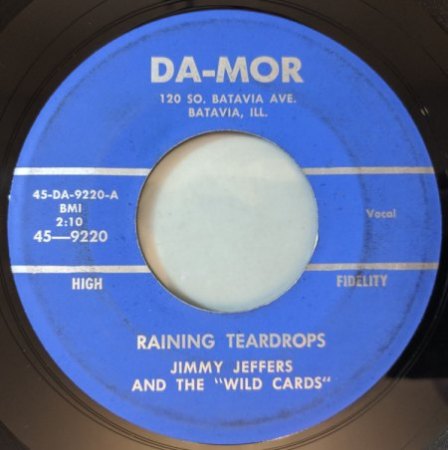 DA-MOR
120 SO. BATAVIA AVE.
BATAVIA, ILL.
45-DA-9220-A
BMI
2:10
45—9220
Vocal
HIGH FIDELITY
RAINING TEARDROPS
JIMMY JEFFERS
AND THE "WILD CARDS"